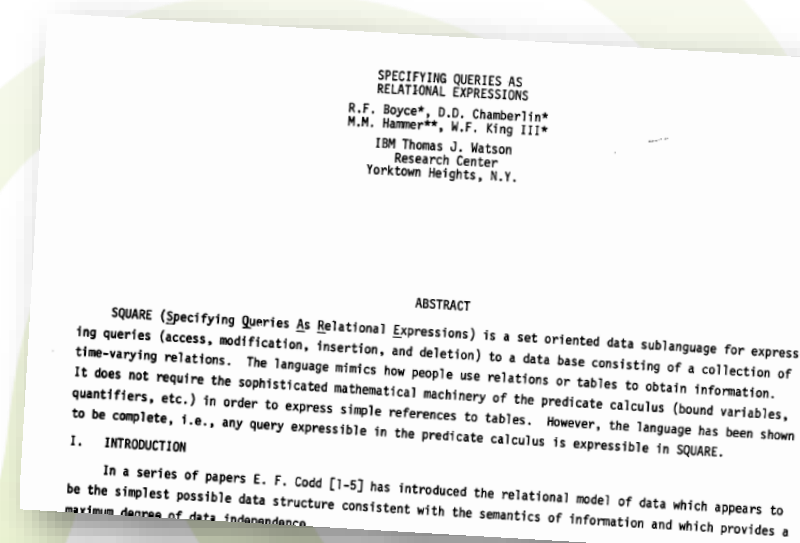 SPECIFYING QUERIES AS
RELATIONAL EXPRESSIONS
R.F. Boyce*, D.D. Chamberlin*
M.M. Hammer**, W.F. King III*
IBM Thomas J. Watson
Research Center
Yorktown Heights, N.Y.
ABSTRACT
SQUARE (Specifying Queries As Relational Expressions) is a set oriented data sublanguage for express
ing queries (access, modification, insertion, and deletion) to a data base consisting of a collection of
time-varying relations. The language mimics how people use relations or tables to obtain information.
It does not require the sophisticated mathematical machinery of the predicate calculus (bound variables,
quantifiers, etc.) in order to express simple references to tables. However, the language has been shown
to be complete, i.e., any query expressible in the predicate calculus is expressible in SQUARE.
I. INTRODUCTION
In a series of papers E. F. Codd [1-5] has introduced the relational model of data which appears to
be the simplest possible data structure consistent with the semantics of information and which provides a
maximum degree of data independence.